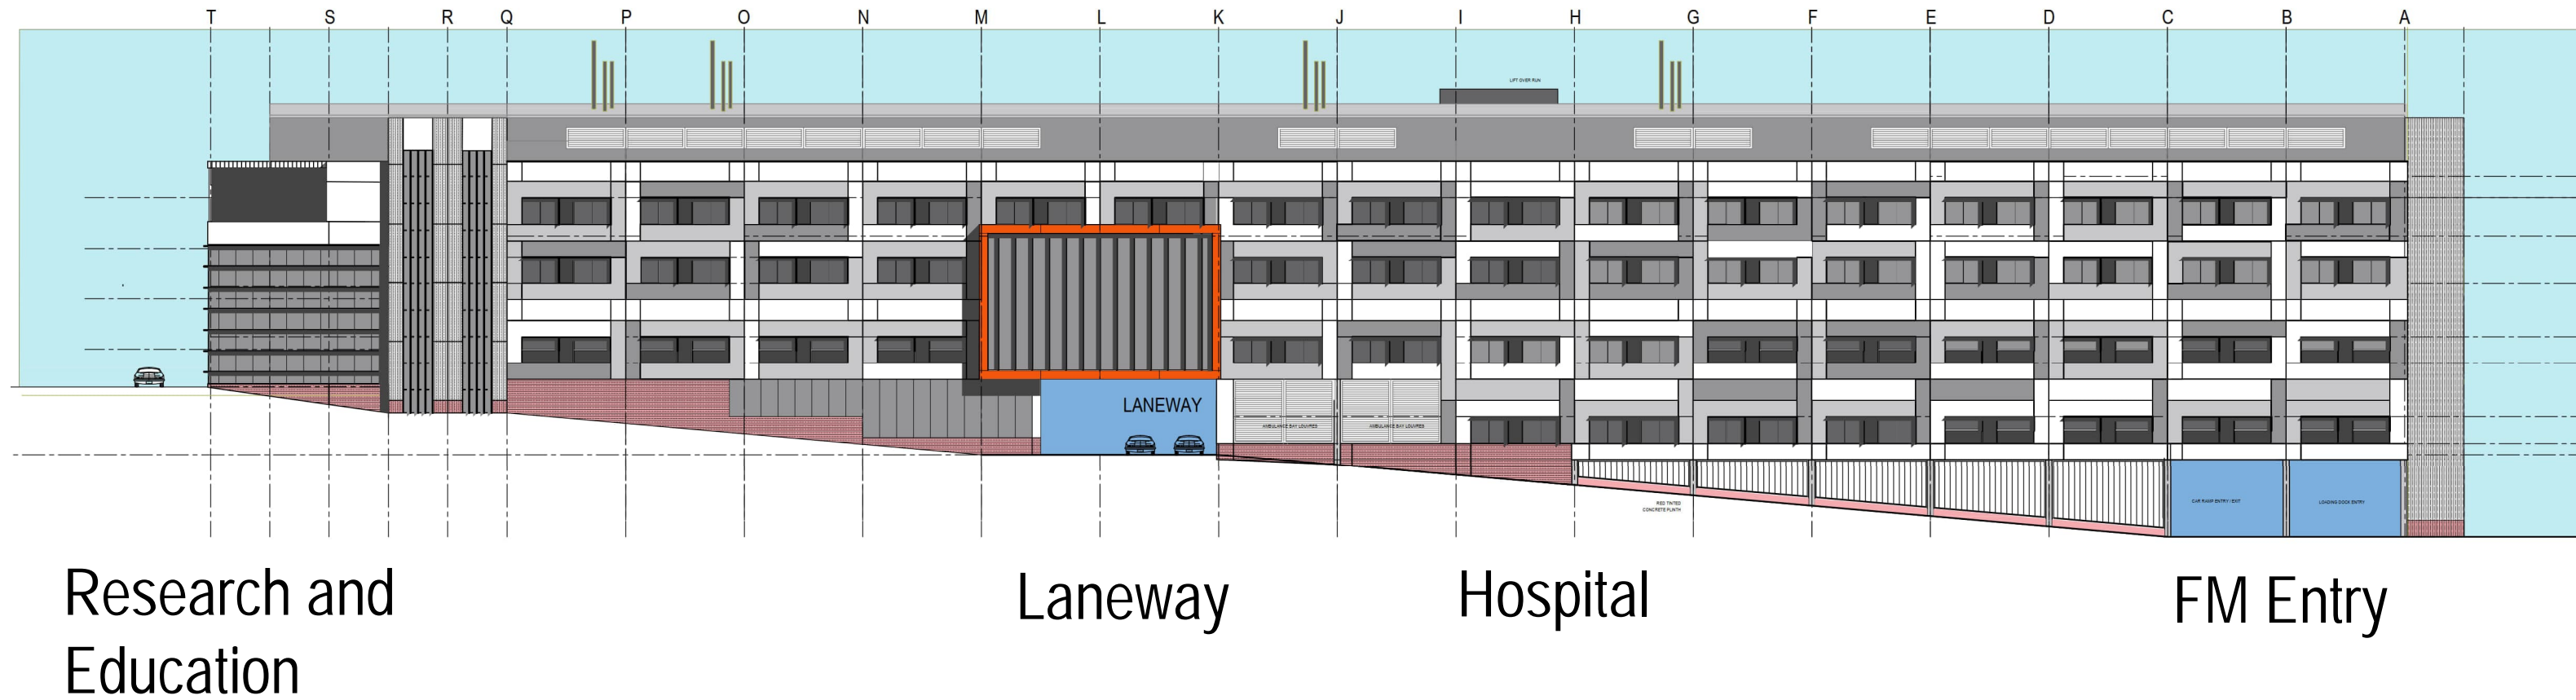 T S R Q P O N M L K J I H G F E D C B A
LIFT OVER RUN
LANEWAY
AMBULANCE BAY LOUVRES
AMBULANCE BAY LOUVRES
RED TINTED
CONCRETE PLINTH
CAR RAMP ENTRY / EXIT
LOADING DOCK ENTRY
Research and
Education
Laneway
Hospital
FM Entry